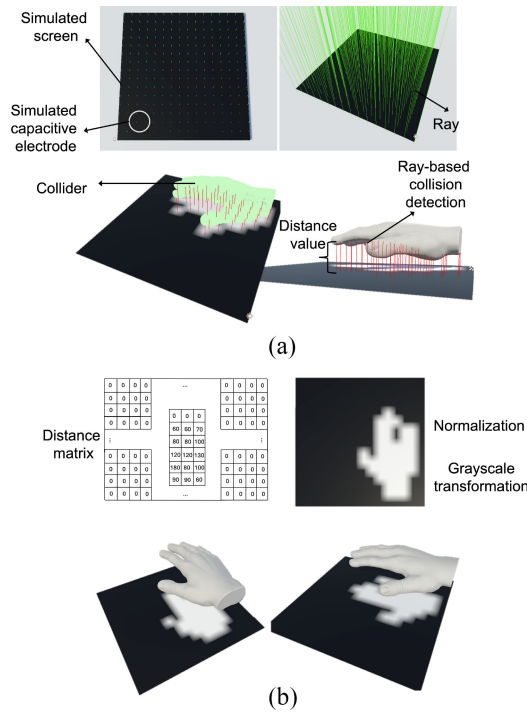 Simulated
screen
Simulated
capacitive
electrode
Ray
Collider
Ray-based
collision
detection
Distance
value
(a)
Distance
matrix
0 0 0 0 ... 0 0 0 0
0 0 0 0 0 0 0 0
0 0 0 0 0 0 0 0
0 0 0 0 0 0 0 0
0 0 0
60 60 70
80 80 100
120 120 130
180 80 100
90 90 60
0 0 0 0 0 0 0 0
0 0 0 0 0 0 0 0
0 0 0 0 0 0 0 0
0 0 0 0 ... 0 0 0 0
Normalization
Grayscale
transformation
(b)